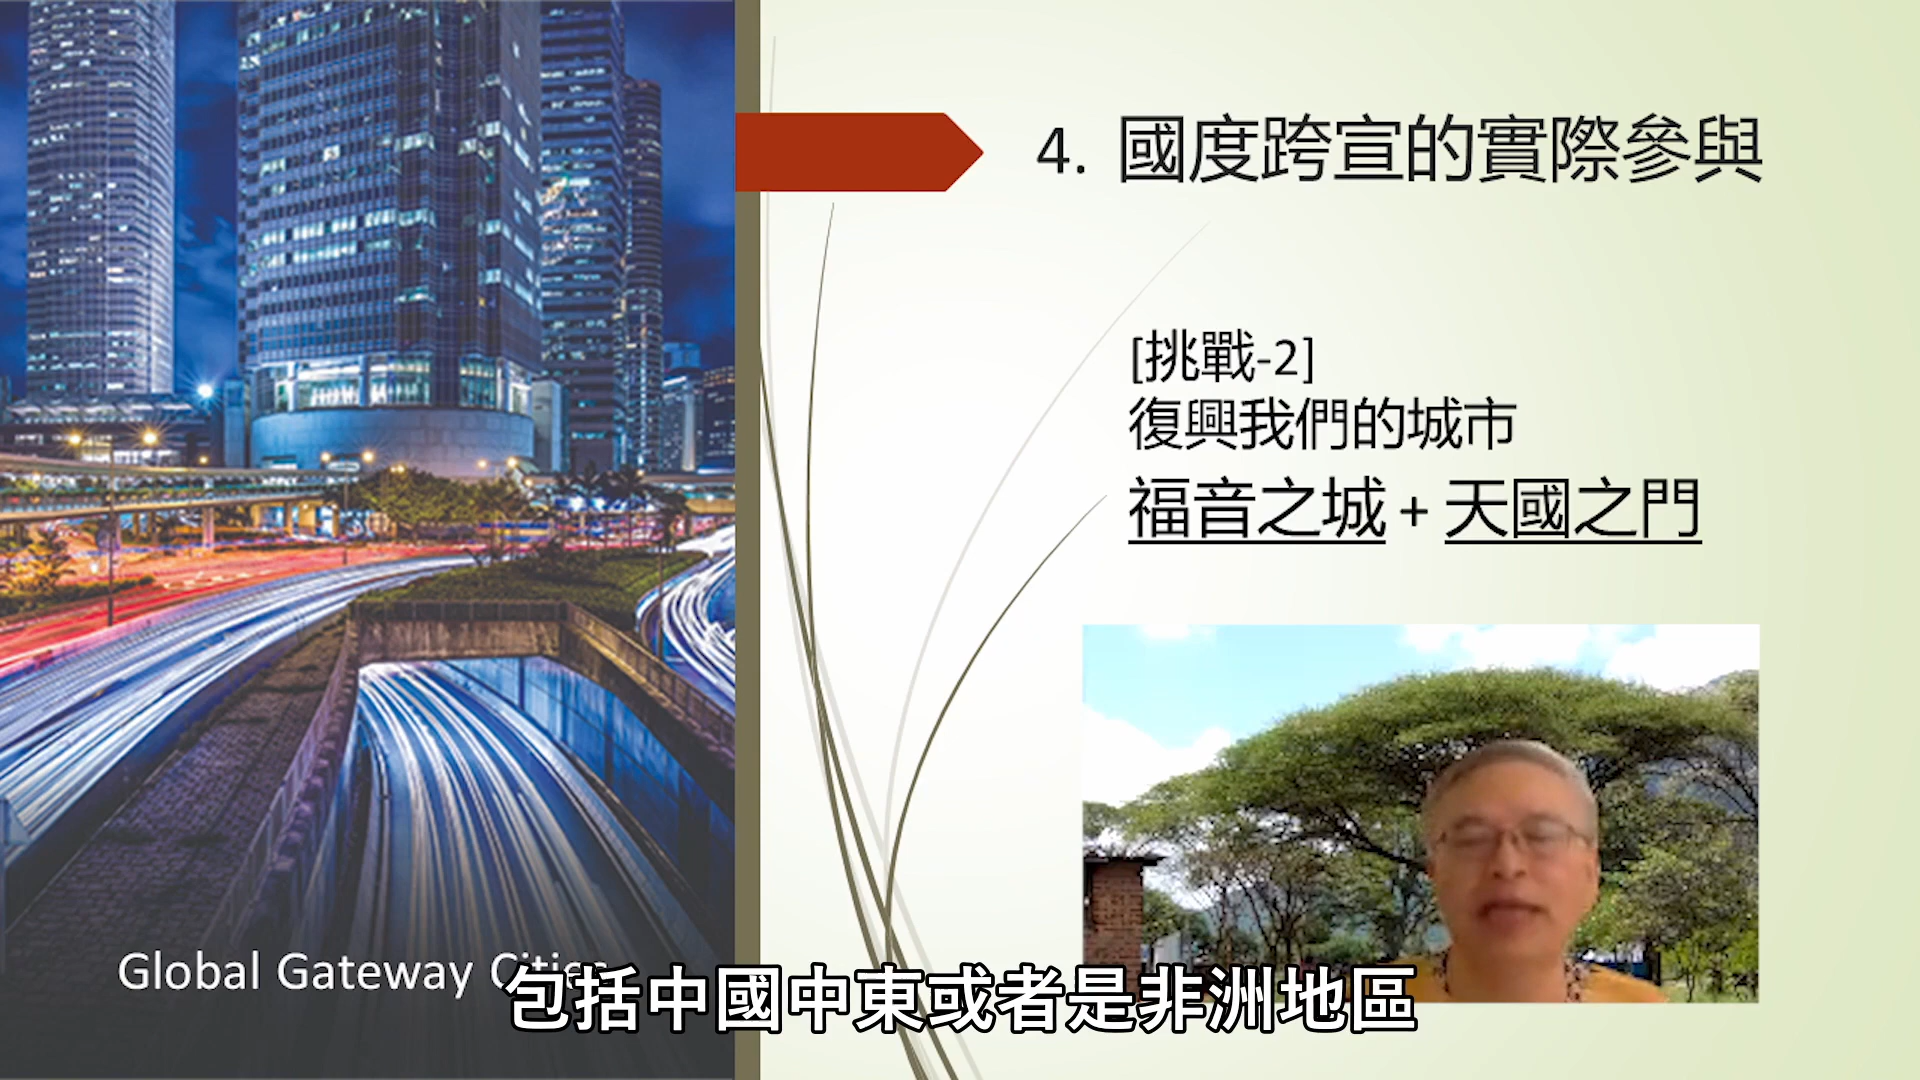 4. 國度跨宣的實際參與
[挑戰-2]
復興我們的城市
福音之城 + 天國之門
Global Gateway Cities
包括中國中東或者是非洲地區